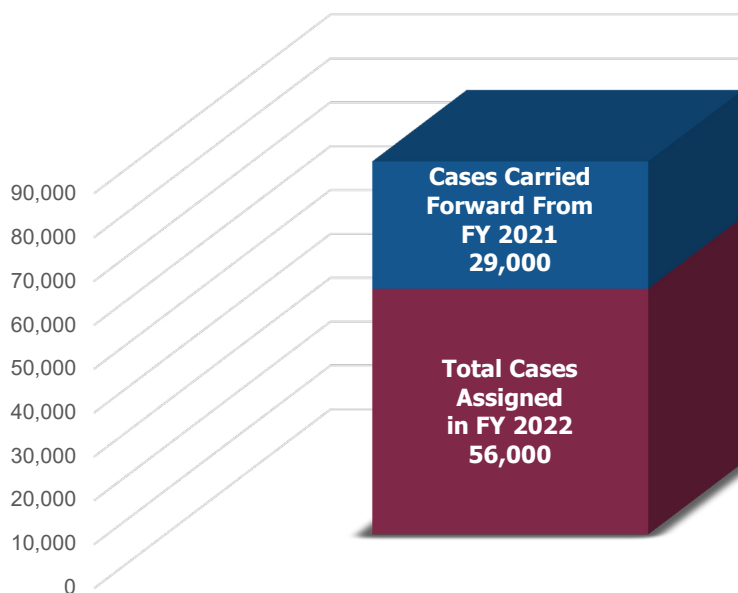 90,000
80,000
70,000
60,000
50,000
40,000
30,000
20,000
10,000
0
Cases Carried
Forward From
FY 2021
29,000
Total Cases
Assigned
in FY 2022
56,000